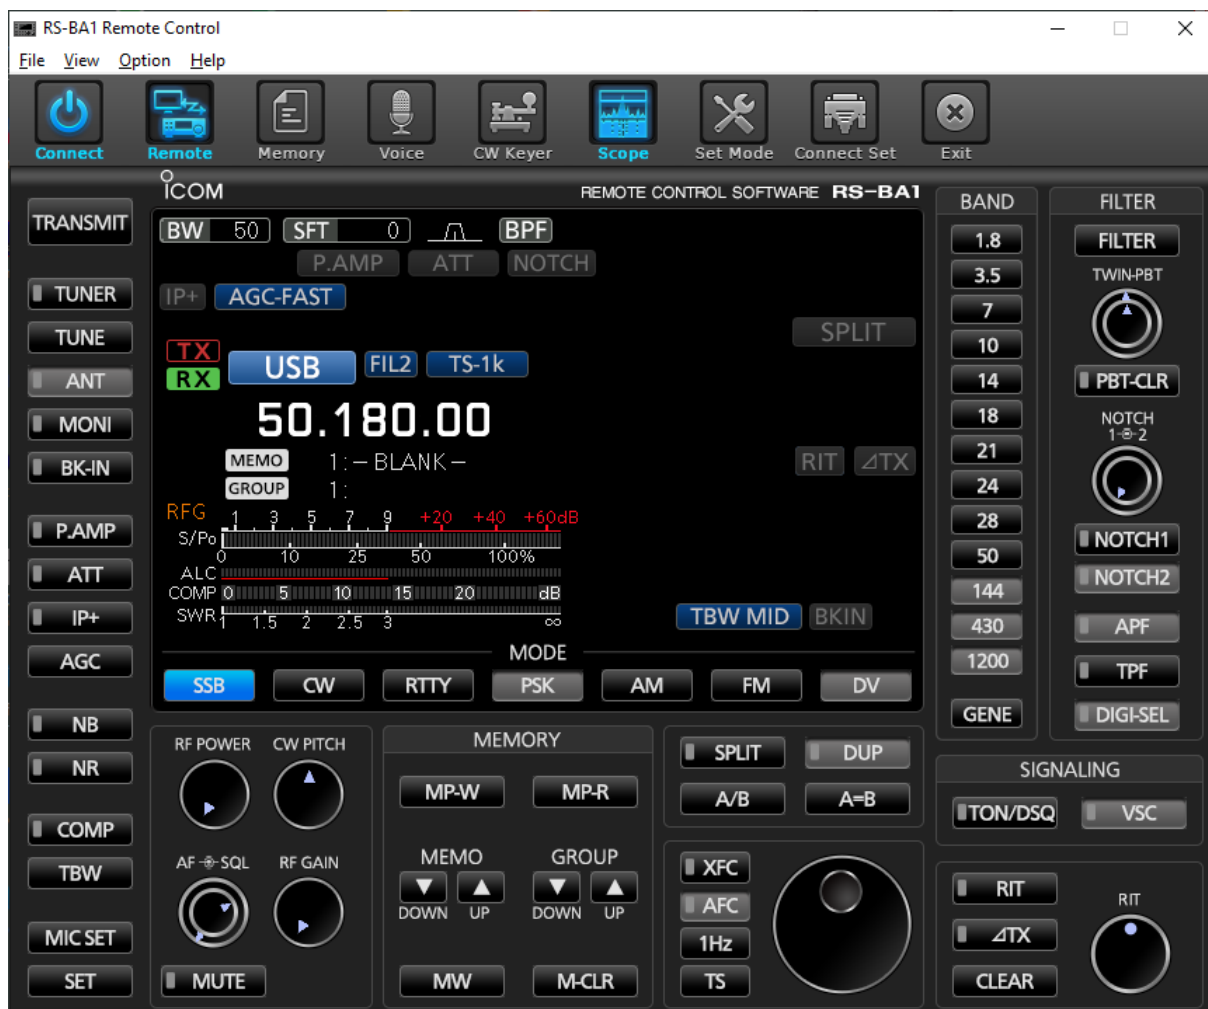 RS-BA1 Remote Control
File View Option Help
Connect Remote Memory Voice CW Keyer Scope Set Mode Connect Set Exit
ICOM REMOTE CONTROL SOFTWARE RS-BA1
TRANSMIT
TUNER
TUNE
ANT
MONI
BK-IN
P.AMP
ATT
IP+
AGC
NB
NR
COMP
TBW
MIC SET
SET
BW 50 SFT 0 BPF
P.AMP ATT NOTCH
IP+ AGC-FAST
SPLIT
TX
RX USB FIL2 TS-1k
50.180.00
MEMO 1:– BLANK –
GROUP 1:
RIT ⊿TX
RFG 1 3 5 7 9 +20 +40 +60dB
S/Po
0 10 25 50 100%
ALC
COMP 0 5 10 15 20 dB
SWR 1 1.5 2 2.5 3 ∞
TBW MID BKIN
MODE
SSB CW RTTY PSK AM FM DV
RF POWER CW PITCH
AF SQL RF GAIN
MUTE
MEMORY
MP-W MP-R
MEMO GROUP
DOWN UP DOWN UP
MW M-CLR
SPLIT DUP
A/B A=B
XFC
AFC
1Hz
TS
BAND
1.8
3.5
7
10
14
18
21
24
28
50
144
430
1200
GENE
FILTER
FILTER
TWIN-PBT
PBT-CLR
NOTCH
1-2
NOTCH1
NOTCH2
APF
TPF
DIGI-SEL
SIGNALING
TON/DSQ VSC
RIT
⊿TX
CLEAR
RIT